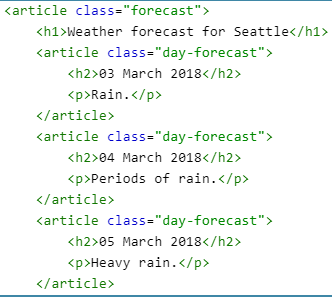 <article class="forecast">
    <h1>Weather forecast for Seattle</h1>
    <article class="day-forecast">
        <h2>03 March 2018</h2>
        <p>Rain.</p>
    </article>
    <article class="day-forecast">
        <h2>04 March 2018</h2>
        <p>Periods of rain.</p>
    </article>
    <article class="day-forecast">
        <h2>05 March 2018</h2>
        <p>Heavy rain.</p>
    </article>